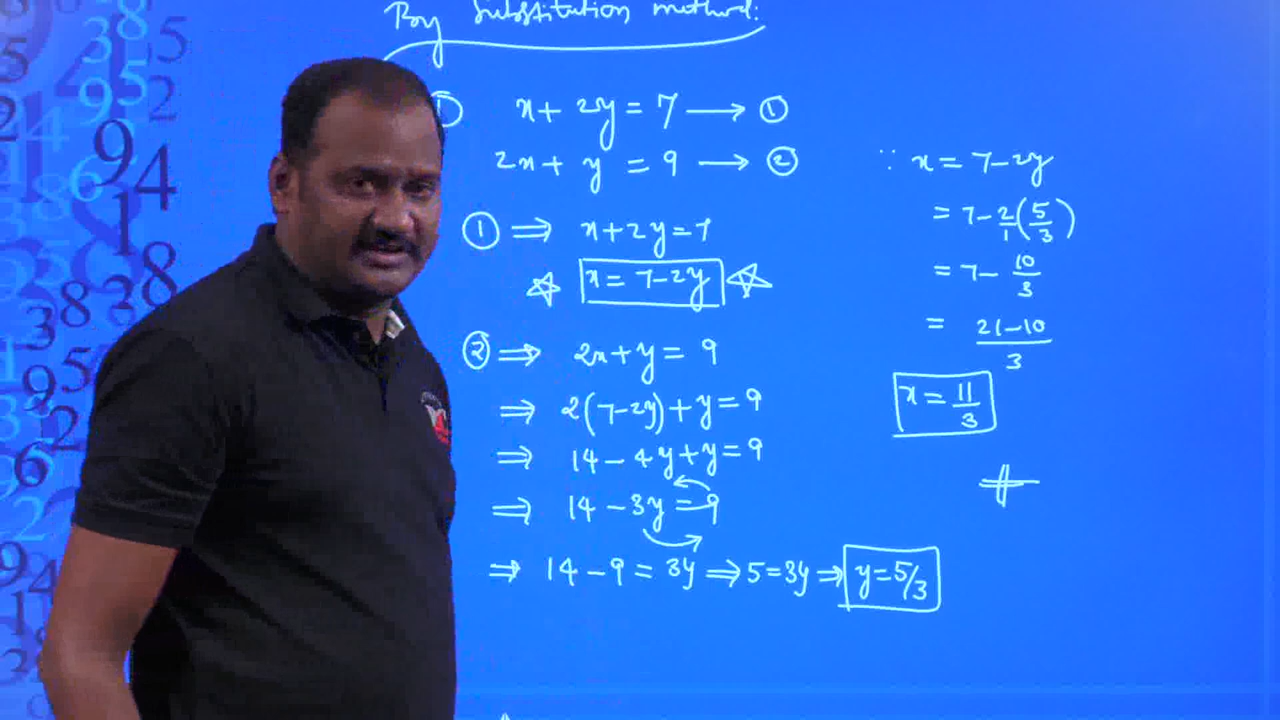 By Substitution method:
① x + 2y = 7 → ①
2x + y = 9 → ②
① ⇒ x + 2y = 7
☆ x = 7 - 2y ☆
② ⇒ 2x + y = 9
⇒ 2(7 - 2y) + y = 9
⇒ 14 - 4y + y = 9
⇒ 14 - 3y = 9
⇒ 14 - 9 = 3y ⇒ 5 = 3y ⇒ y = 5/3
∵ x = 7 - 2y
= 7 - 2/1 (5/3)
= 7 - 10/3
= 21 - 10 / 3
x = 11/3